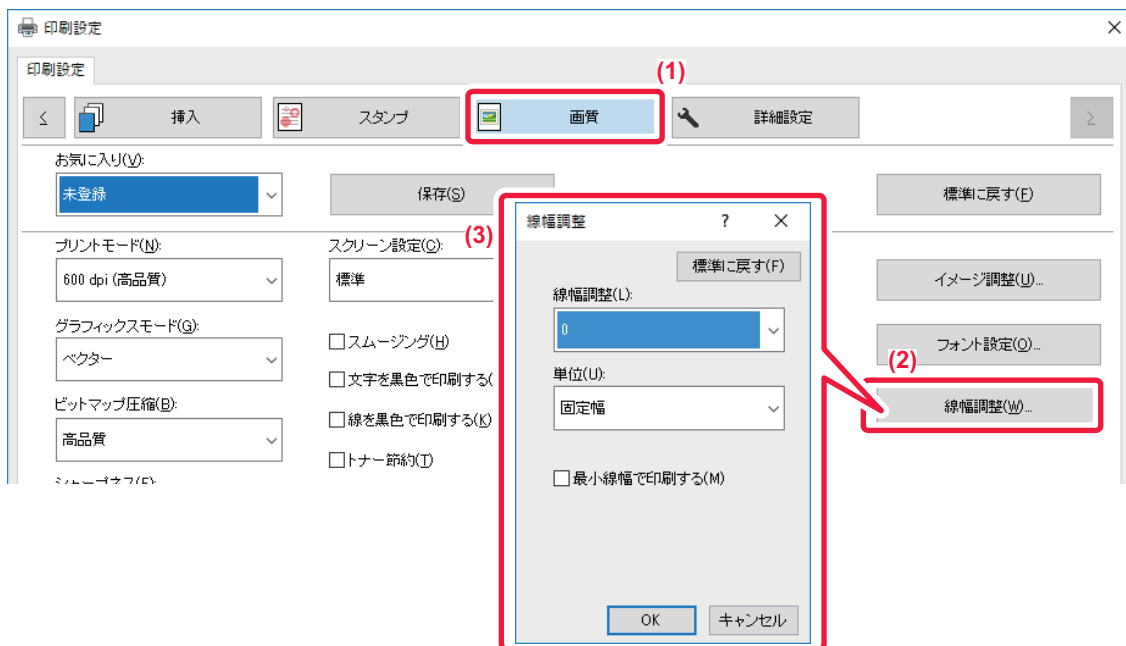 印刷設定
印刷設定
(1)
挿入
スタンプ
画質
詳細設定
お気に入り(V):
未登録
保存(S)
標準に戻す(F)
プリントモード(N):
600 dpi (高品質)
スクリーン設定(C):
標準
イメージ調整(U)...
グラフィックスモード(G):
ベクター
スムージング(H)
文字を黒色で印刷する(
線を黒色で印刷する(K)
トナー節約(T)
フォント設定(O)...
ビットマップ圧縮(B):
高品質
(2)
線幅調整(W)...
シャープネス(E):
(3)
線幅調整
?
標準に戻す(F)
線幅調整(L):
0
単位(U):
固定幅
最小線幅で印刷する(M)
OK
キャンセル